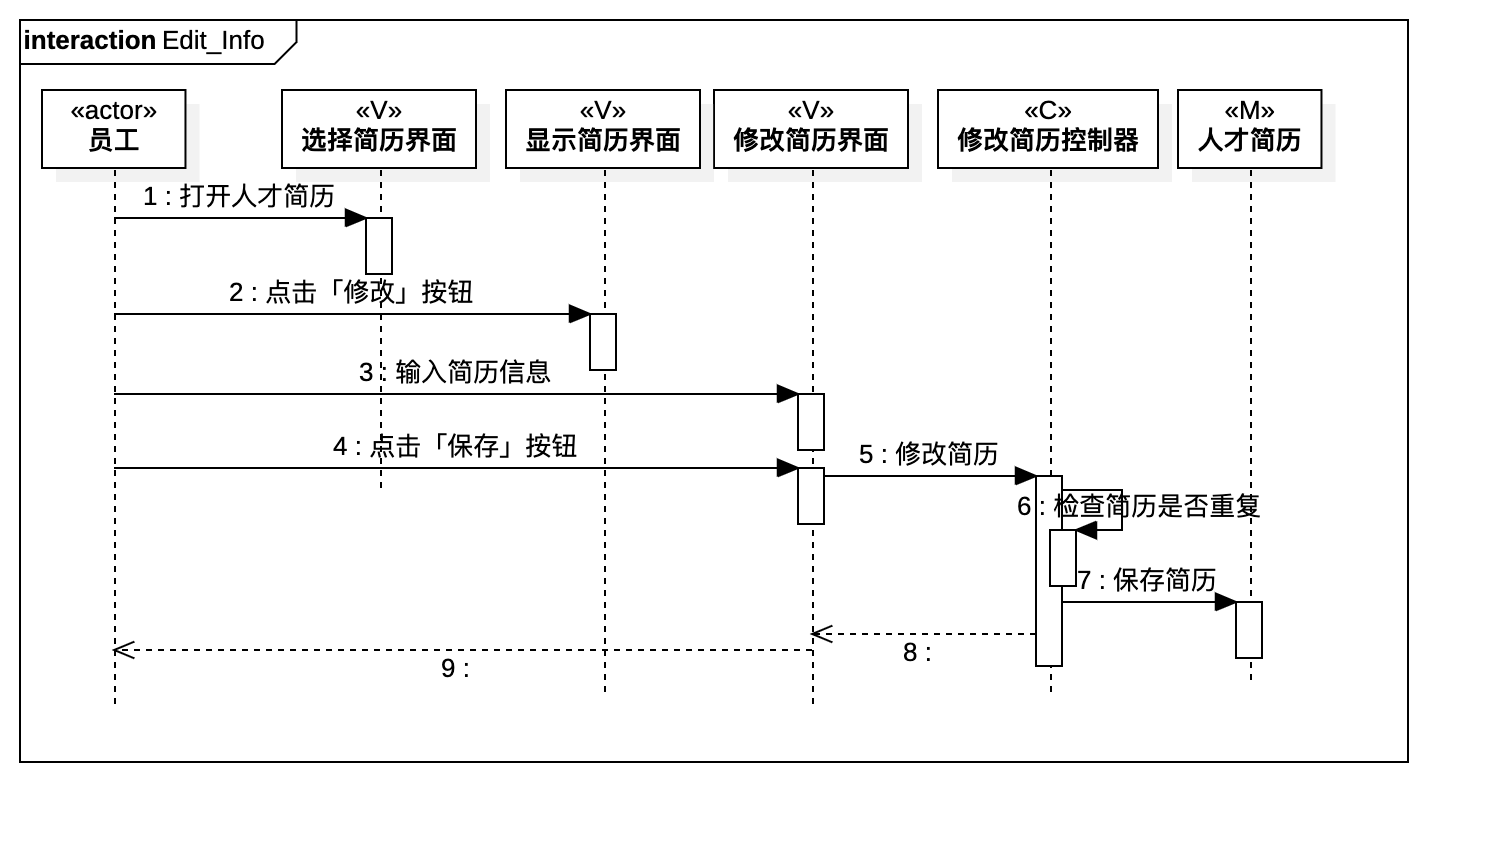 interaction Edit_Info
«actor»
员工
«V»
选择简历界面
«V»
显示简历界面
«V»
修改简历界面
«C»
修改简历控制器
«M»
人才简历
1 : 打开人才简历
2 : 点击「修改」按钮
3 : 输入简历信息
4 : 点击「保存」按钮
5 : 修改简历
6 : 检查简历是否重复
7 : 保存简历
8 :
9 :